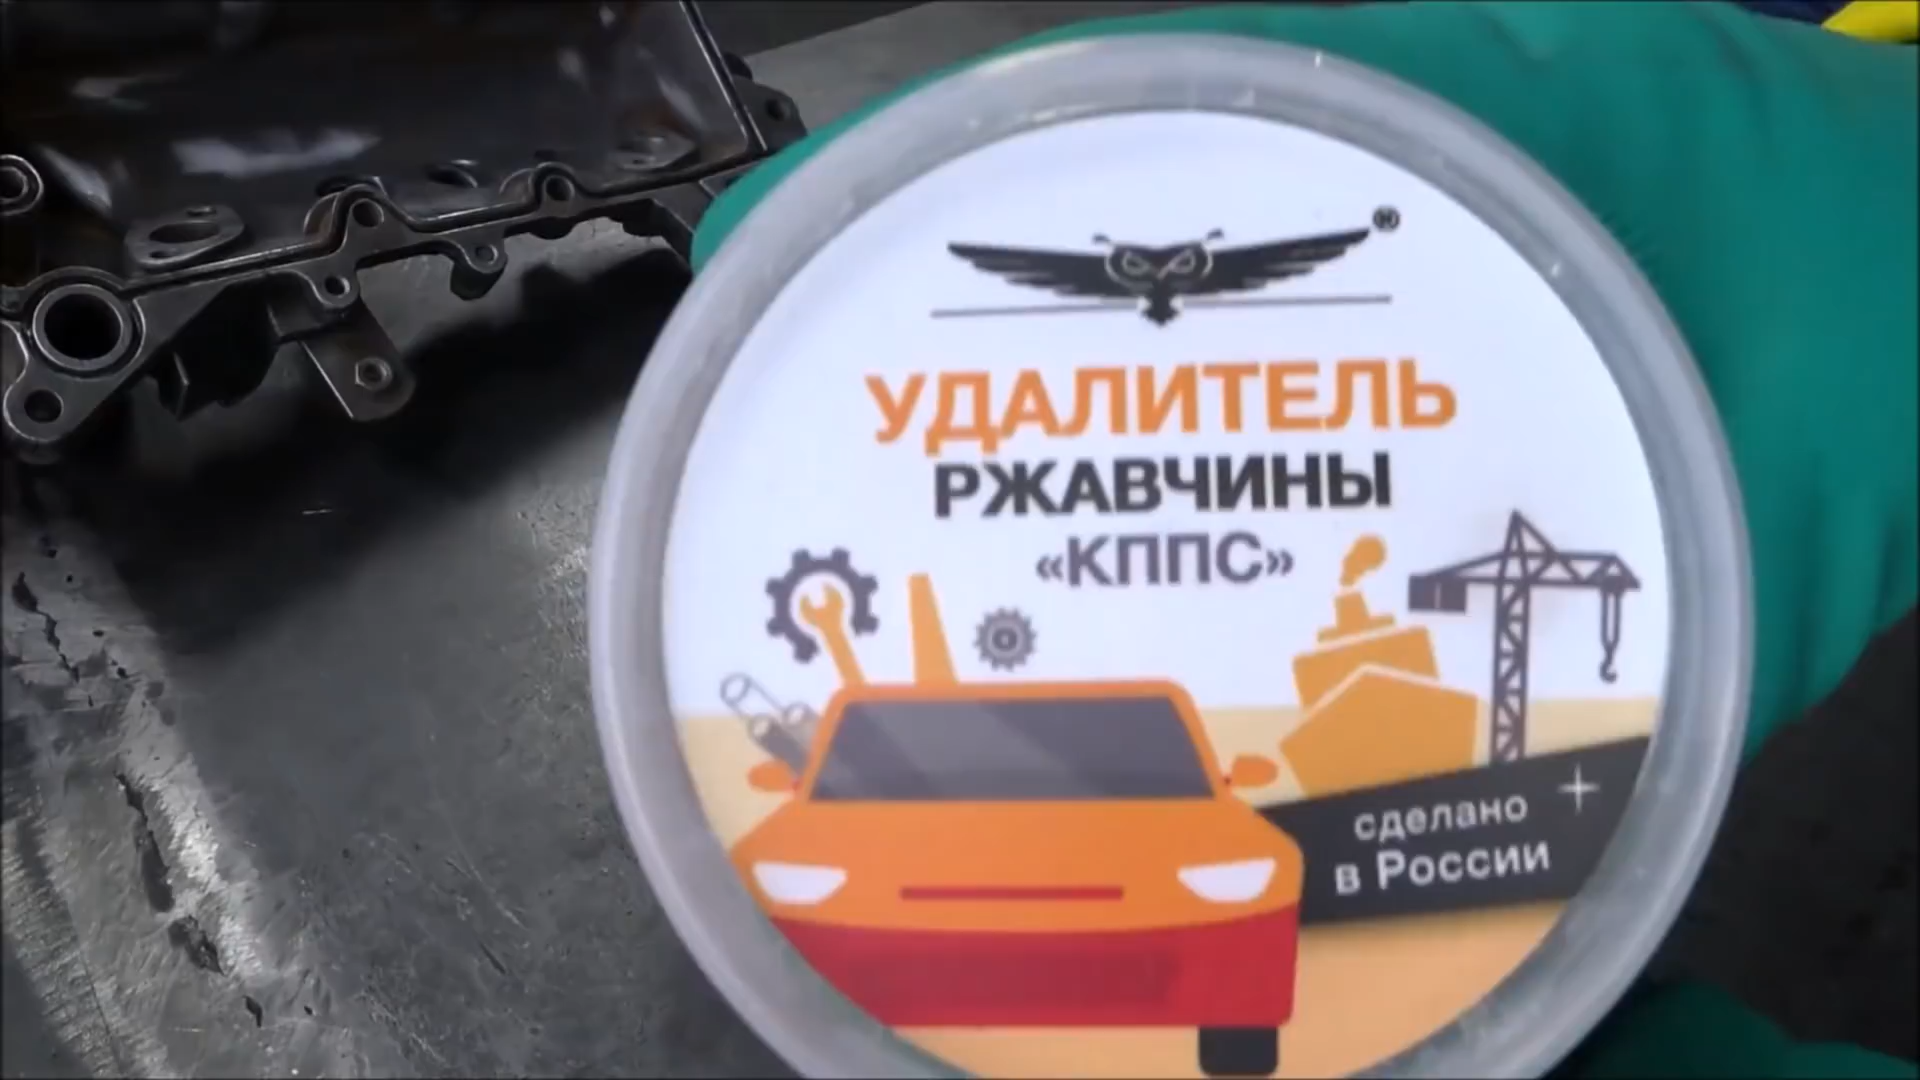 ®
УДАЛИТЕЛЬ
РЖАВЧИНЫ
«КППС»
сделано
в России